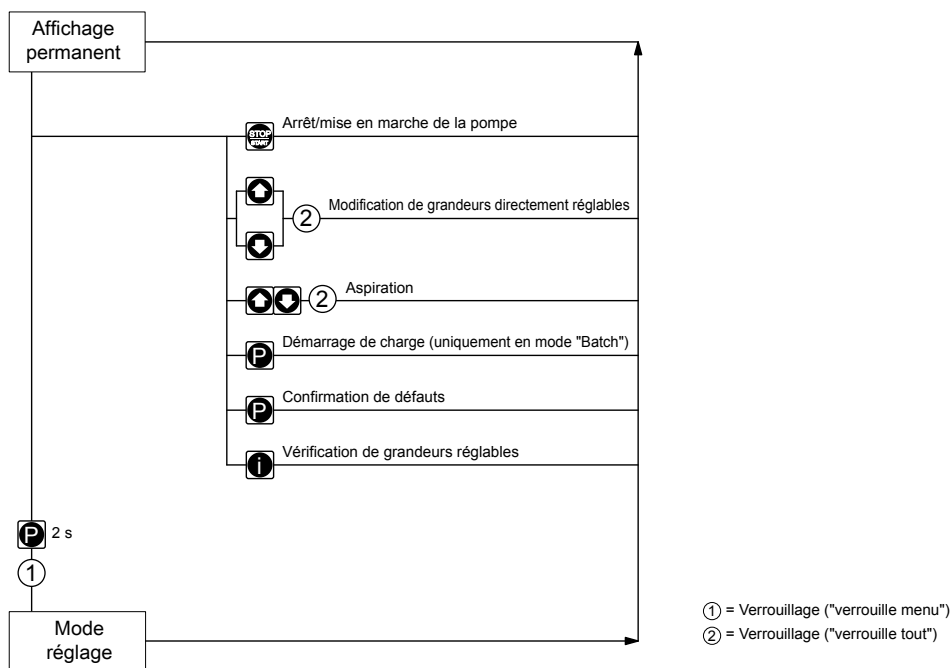 Affichage
permanent
STOP
START
Arrêt/mise en marche de la pompe
2
Modification de grandeurs directement réglables
2
Aspiration
P
Démarrage de charge (uniquement en mode "Batch")
P
Confirmation de défauts
i
Vérification de grandeurs réglables
P 2 s
1
Mode
réglage
1 = Verrouillage ("verrouille menu")
2 = Verrouillage ("verrouille tout")